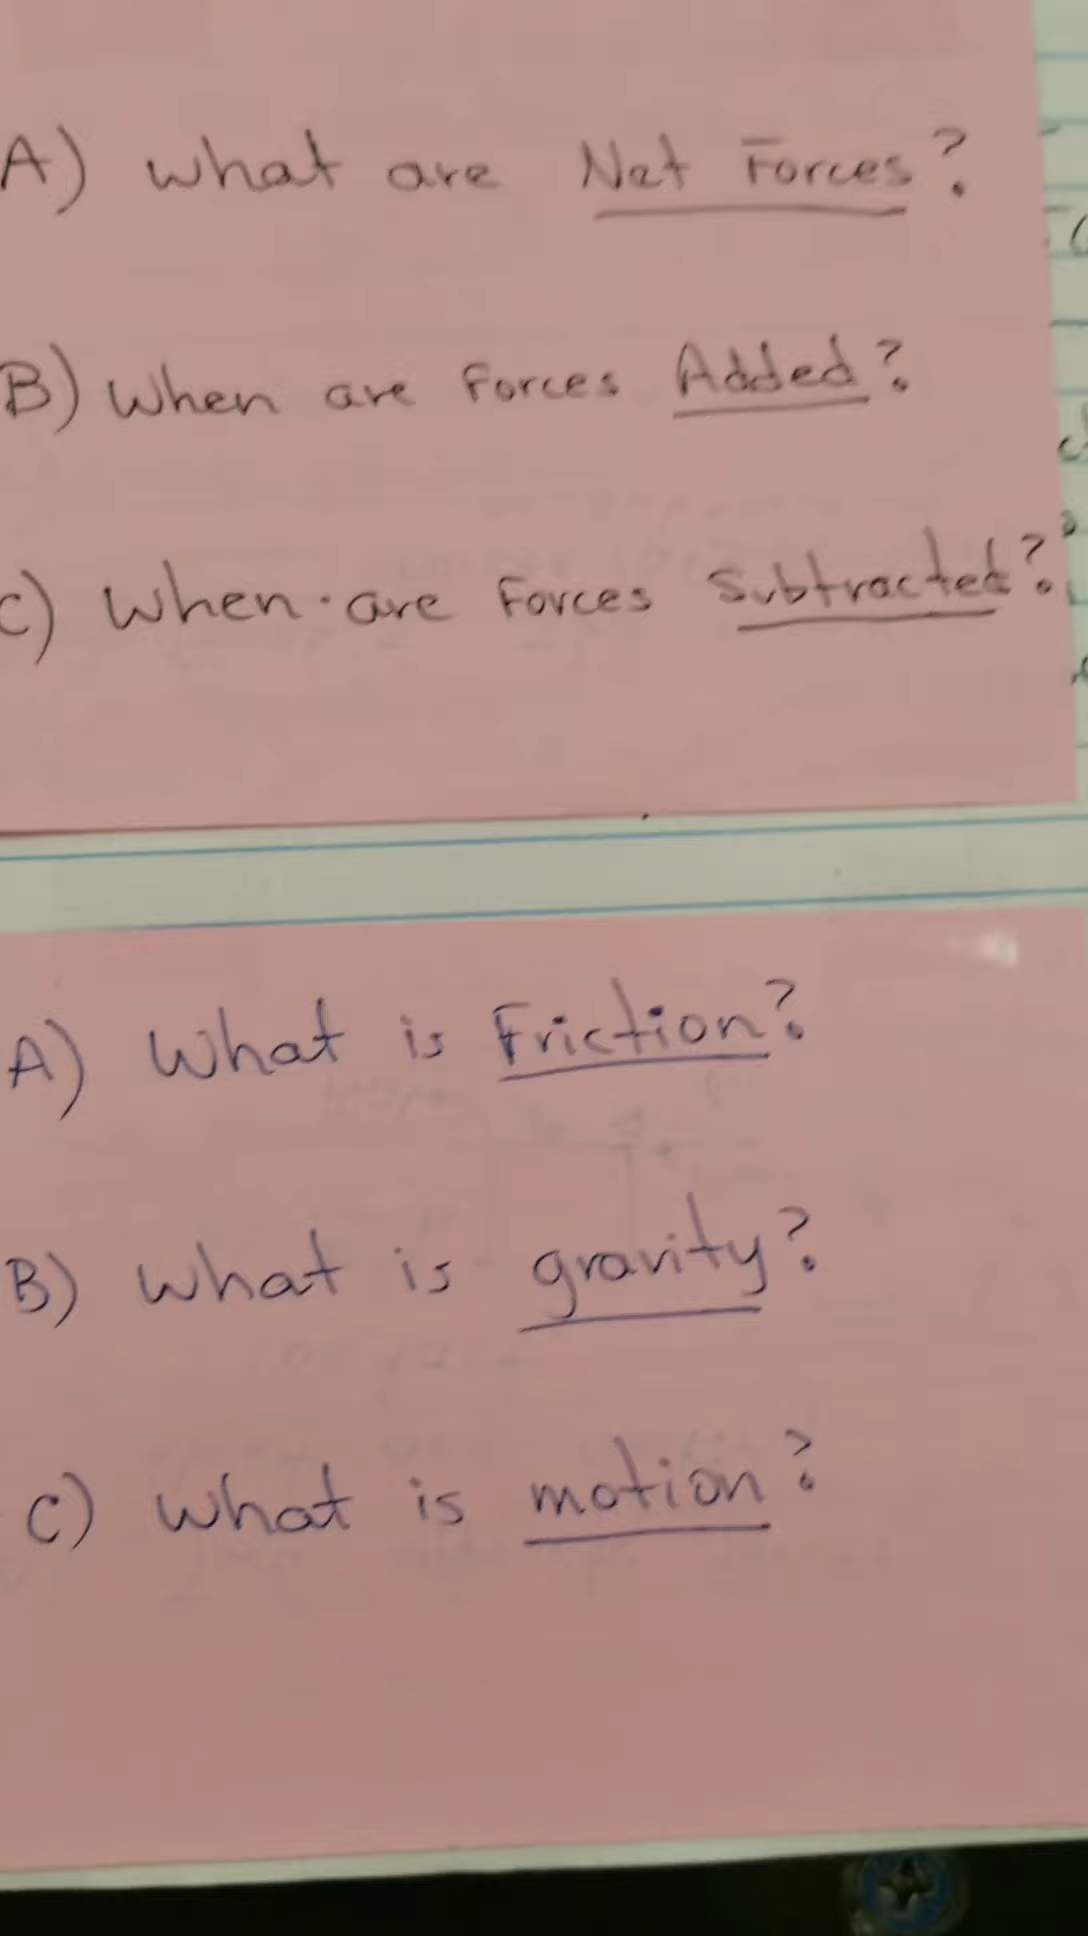 A) What are Net Forces?
B) When are Forces Added?
C) When are Forces Subtracted?
A) What is Friction?
B) What is gravity?
C) What is motion?